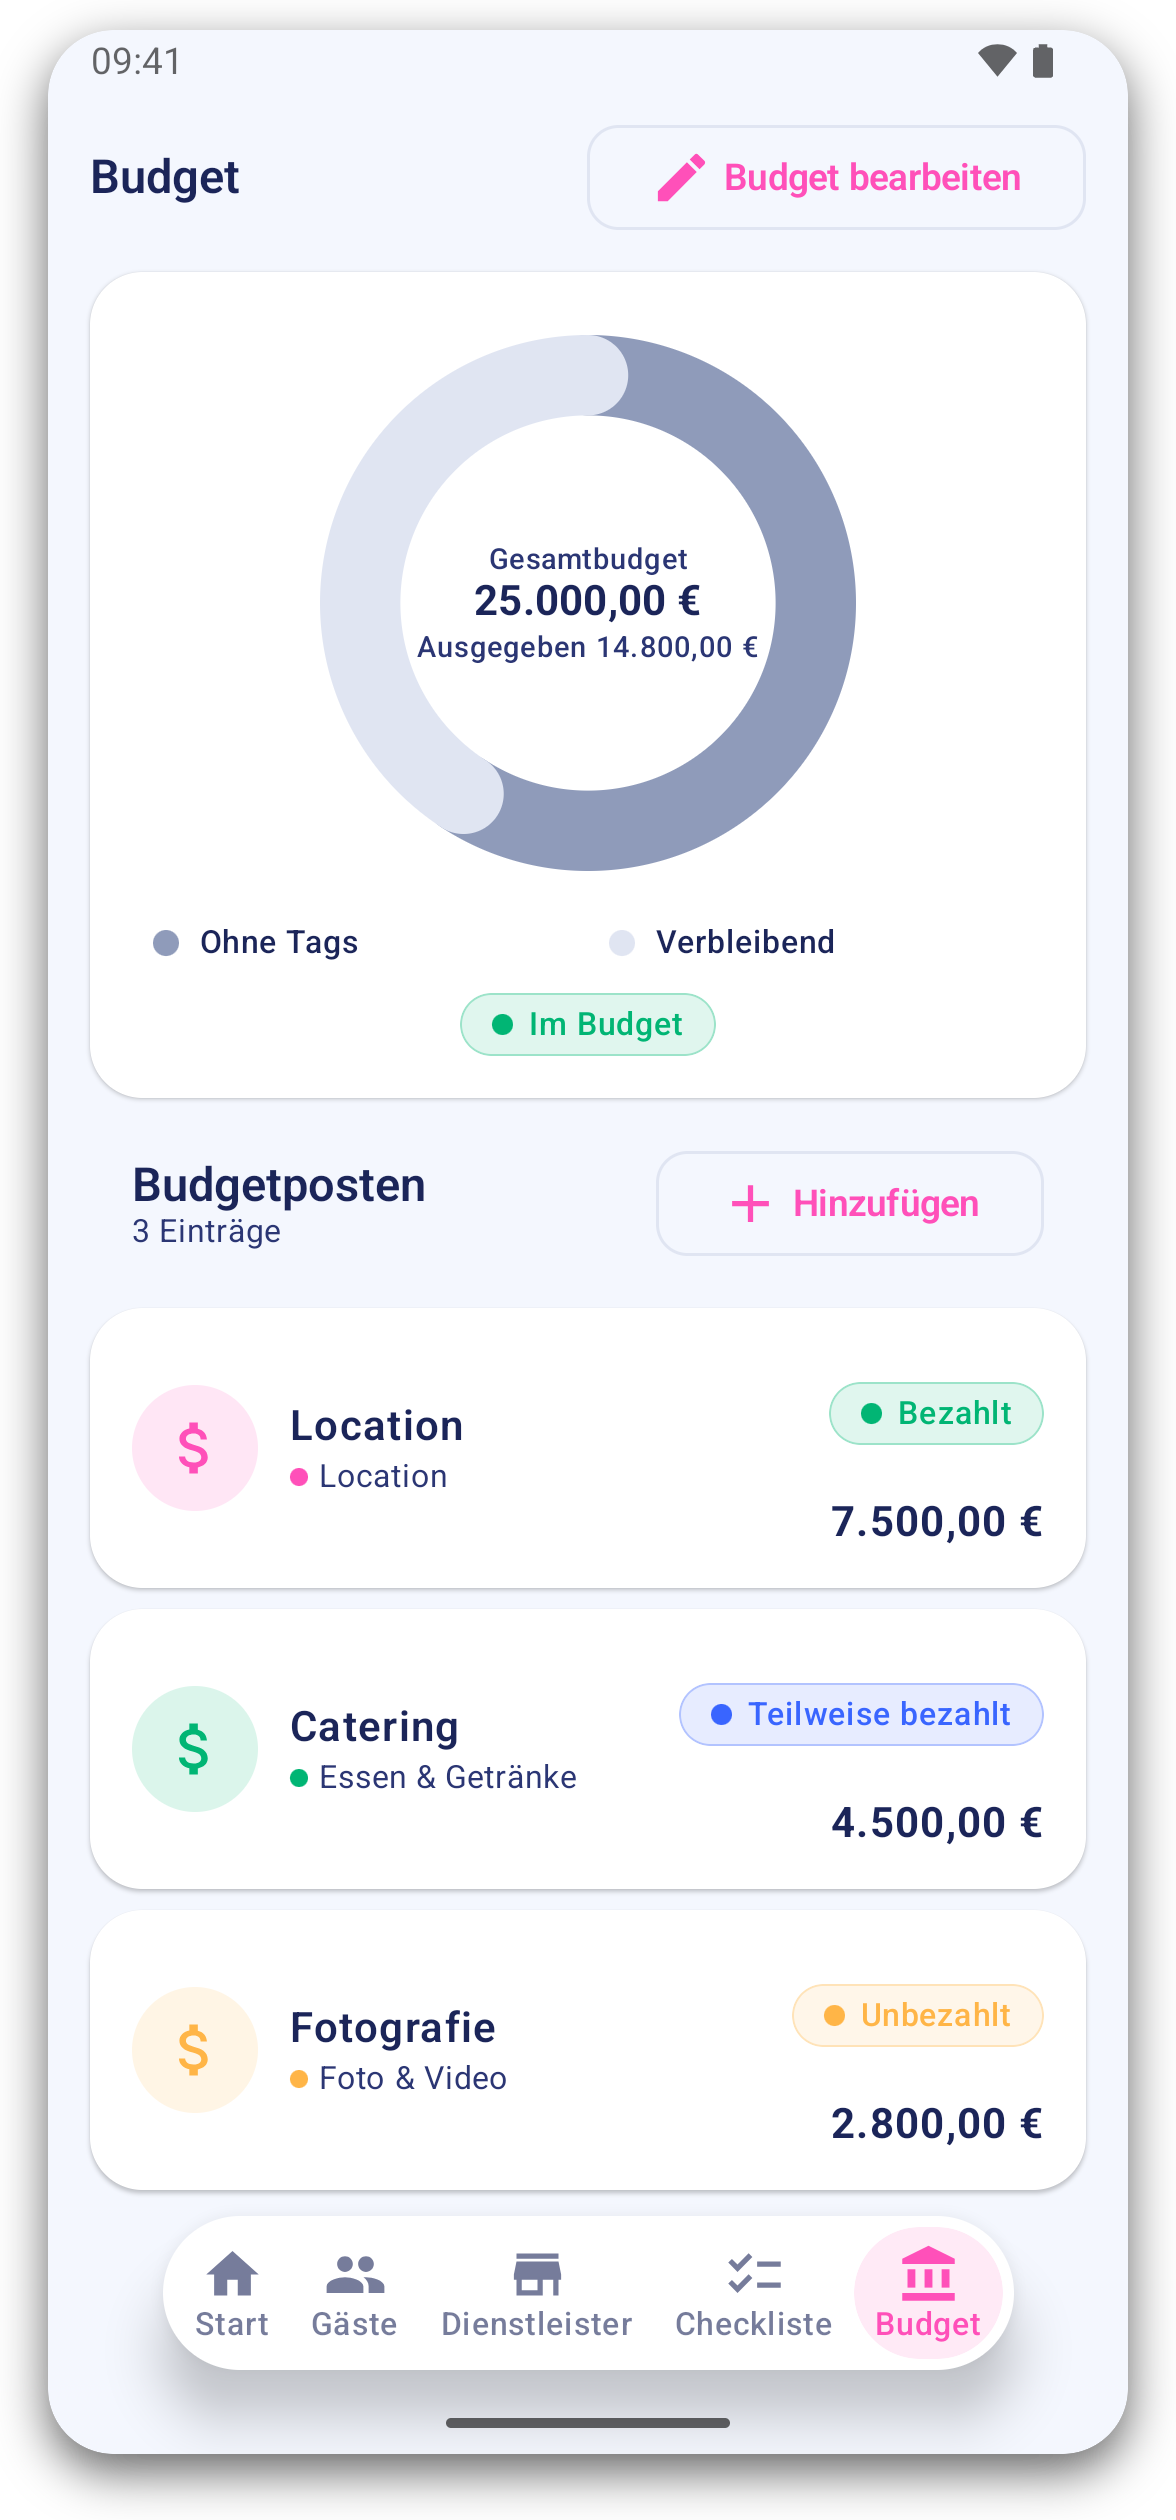 09:41
Budget
Budget bearbeiten
Gesamtbudget
25.000,00 €
Ausgegeben 14.800,00 €
Ohne Tags
Verbleibend
Im Budget
Budgetposten
3 Einträge
Hinzufügen
$
Location
Location
Bezahlt
7.500,00 €
$
Catering
Essen & Getränke
Teilweise bezahlt
4.500,00 €
$
Fotografie
Foto & Video
Unbezahlt
2.800,00 €
Start
Gäste
Dienstleister
Checkliste
Budget